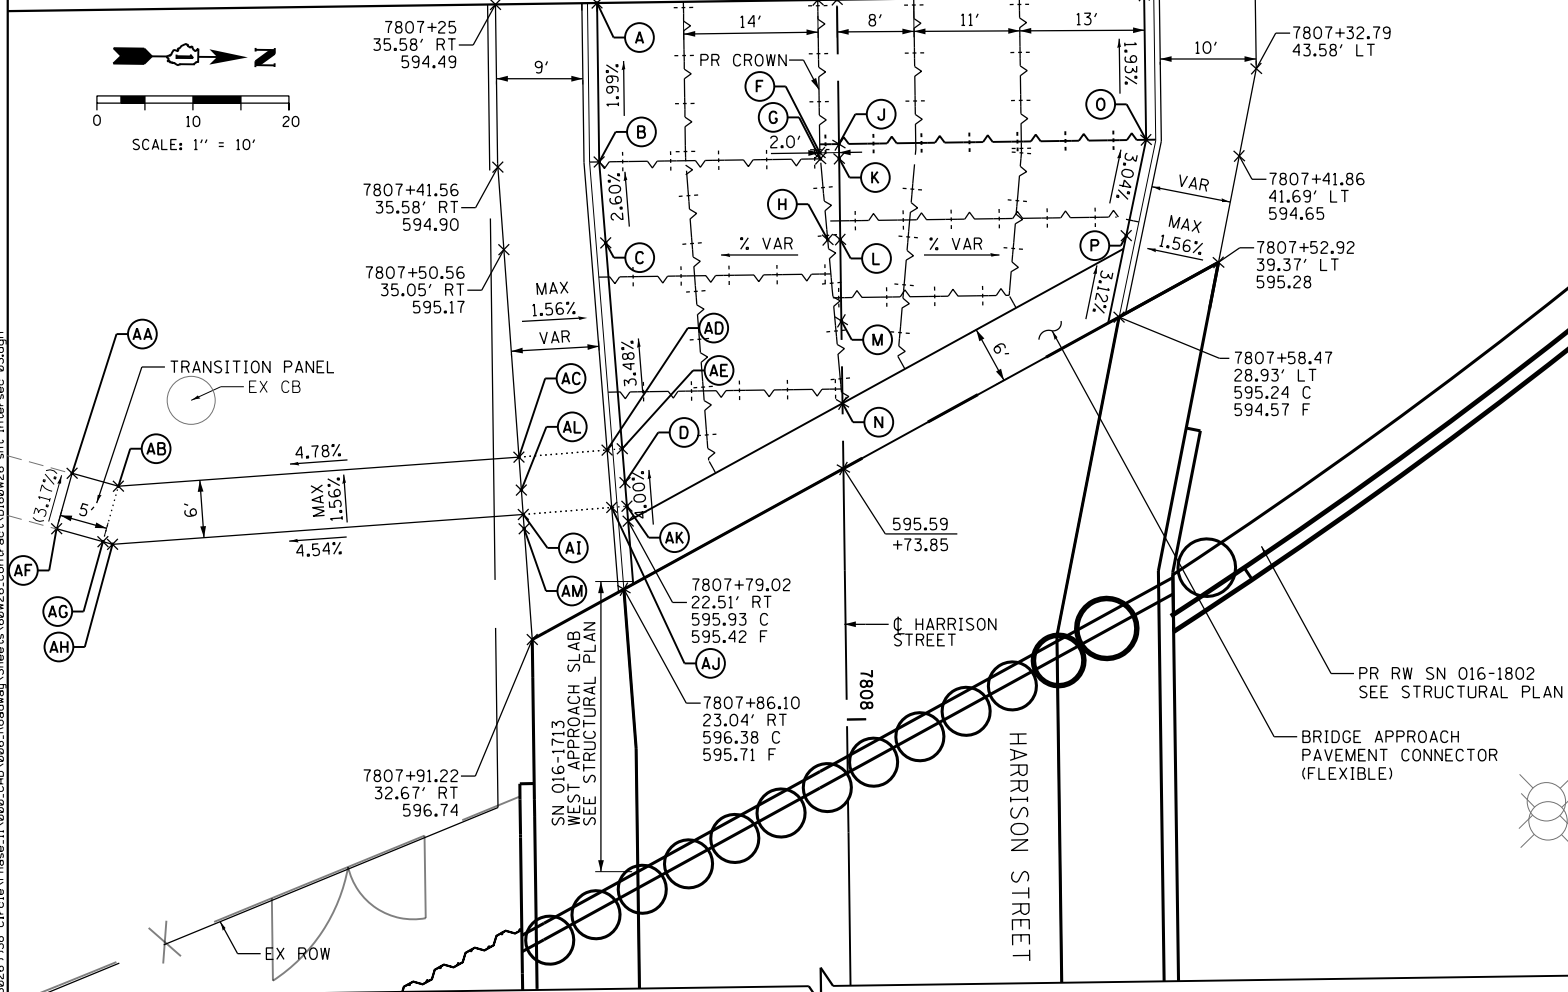 7807+25
35.58' RT
594.49
9'
A
14'
8'
11'
13'
1.93%
10'
7807+32.79
43.58' LT
PR CROWN
1.99%
F
G
2.0'
J
O
N
0
10
20
SCALE: 1" = 10'
B
K
3.04%
VAR
7807+41.86
41.69' LT
594.65
7807+41.56
35.58' RT
594.90
2.60%
H
MAX
1.56%
7807+52.92
39.37' LT
595.28
C
% VAR
L
% VAR
P
7807+50.56
35.05' RT
595.17
MAX
1.56%
VAR
3.12%
AA
AD
M
TRANSITION PANEL
EX CB
AC
3.48%
AE
6'
7807+58.47
28.93' LT
595.24 C
594.57 F
AL
AB
D
N
4.78%
(3.17%)
5'
6'
MAX
1.56%
4.00%
4.54%
AI
AK
595.59
+73.85
AF
AG
AH
AM
7807+79.02
22.51' RT
595.93 C
595.42 F
AJ
℄ HARRISON
STREET
SN 016-1713
WEST APPROACH SLAB
SEE STRUCTURAL PLAN
7808
7807+86.10
23.04' RT
596.38 C
595.71 F
PR RW SN 016-1802
SEE STRUCTURAL PLAN
BRIDGE APPROACH
PAVEMENT CONNECTOR
(FLEXIBLE)
7807+91.22
32.67' RT
596.74
HARRISON STREET
EX ROW